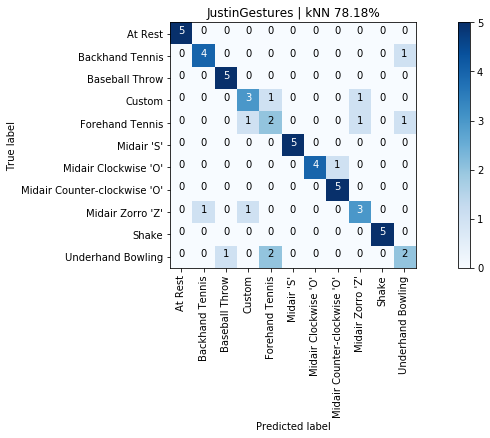 JustinGestures | kNN 78.18%
True label
At Rest 5 0 0 0 0 0 0 0 0 0 0
Backhand Tennis 0 4 0 0 0 0 0 0 0 0 1
Baseball Throw 0 0 5 0 0 0 0 0 0 0 0
Custom 0 0 0 3 1 0 0 0 1 0 0
Forehand Tennis 0 0 0 1 2 0 0 0 1 0 1
Midair 'S' 0 0 0 0 0 5 0 0 0 0 0
Midair Clockwise 'O' 0 0 0 0 0 0 4 1 0 0 0
Midair Counter-clockwise 'O' 0 0 0 0 0 0 0 5 0 0 0
Midair Zorro 'Z' 0 1 0 1 0 0 0 0 3 0 0
Shake 0 0 0 0 0 0 0 0 0 5 0
Underhand Bowling 0 0 1 0 2 0 0 0 0 0 2
At Rest
Backhand Tennis
Baseball Throw
Custom
Forehand Tennis
Midair 'S'
Midair Clockwise 'O'
Midair Counter-clockwise 'O'
Midair Zorro 'Z'
Shake
Underhand Bowling
Predicted label
5
4
3
2
1
0